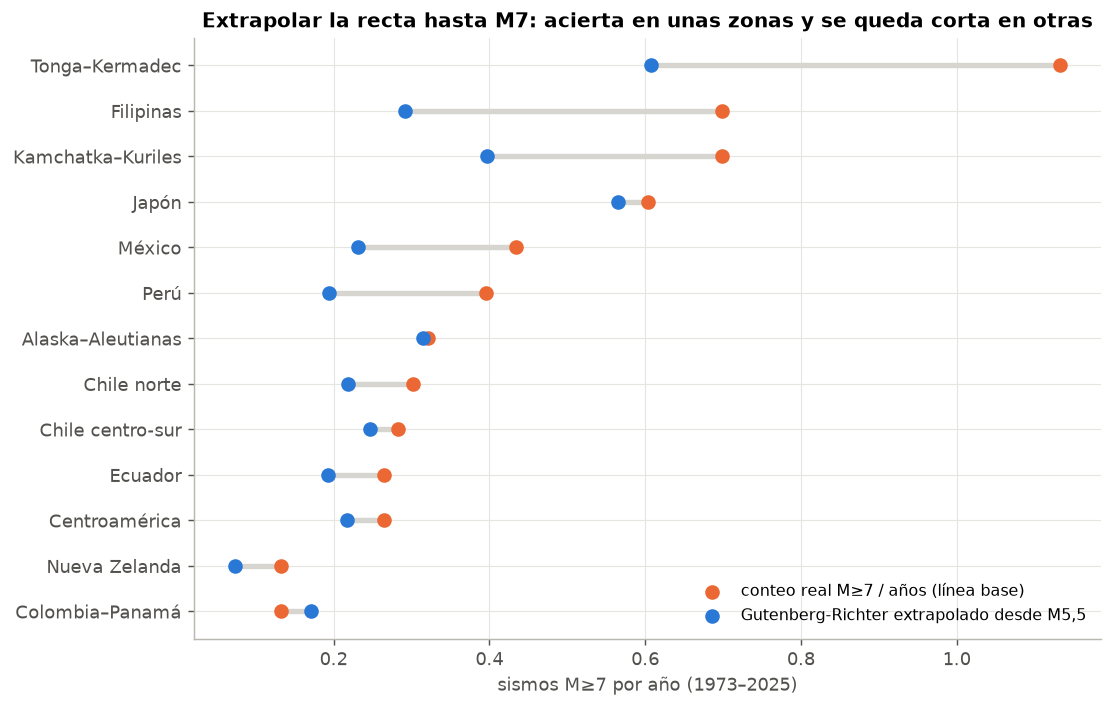 Extrapolar la recta hasta M7: acierta en unas zonas y se queda corta en otras
Tonga–Kermadec
Filipinas
Kamchatka–Kuriles
Japón
México
Perú
Alaska–Aleutianas
Chile norte
Chile centro-sur
Ecuador
Centroamérica
Nueva Zelanda
Colombia–Panamá
conteo real M≥7 / años (línea base)
Gutenberg-Richter extrapolado desde M5,5
0.2 0.4 0.6 0.8 1.0
sismos M≥7 por año (1973–2025)